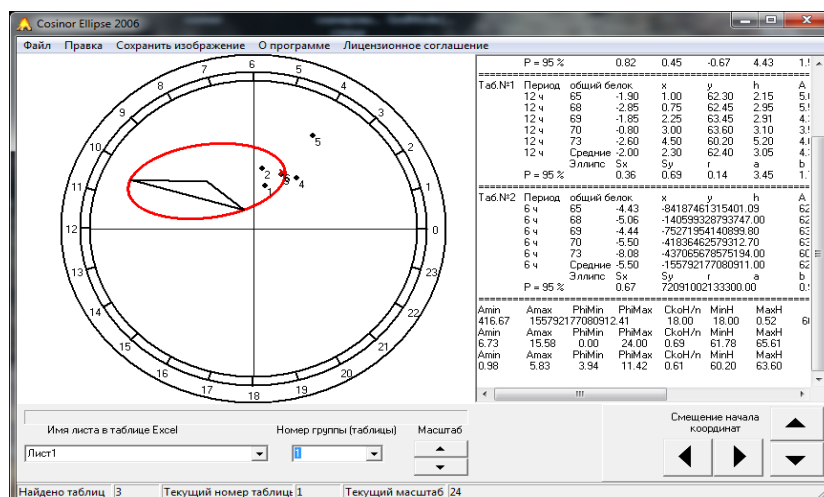 Cosinor Ellipse 2006
Файл Правка Сохранить изображение О программе Лицензионное соглашение
6
7 5
8 4
9 3
10 2
11 1
12 0
13 23
14 22
15 21
16 20
17 19
18
5
2
4
1
P = 95 % 0.82 0.45 -0.67 4.43
Таб.№1 Период общий белок x y h A
12 ч 65 -1.90 1.00 62.30 2.15
12 ч 68 -2.85 0.75 62.45 2.95
12 ч 69 -1.85 2.25 63.45 2.91
12 ч 70 -0.80 3.00 63.60 3.10
12 ч 73 -2.60 4.50 60.20 5.20
12 ч Средние -2.00 2.30 62.40 3.05
Эллипс Sx Sy r a b
P = 95 % 0.36 0.69 0.14 3.45
Таб.№2 Период общий белок x y h A
6 ч 65 -4.43 -84187461315401.09 62
6 ч 68 -5.06 -140599328793747.00 62
6 ч 69 -4.44 -75271954140899.80 63
6 ч 70 -5.50 -41836462579312.70 63
6 ч 73 -8.08 -437065678575194.00 60
6 ч Средние -5.50 -155792177080911.00 62
Эллипс Sx Sy r a b
P = 95 % 0.67 72091002133300.00
Amin Amax PhiMin PhiMax CkoH/n MinH MaxH
416.67 155792177080912.41 18.00 18.00 0.52
Amin Amax PhiMin PhiMax CkoH/n MinH MaxH
6.73 15.58 0.00 24.00 0.69 61.78 65.61
Amin Amax PhiMin PhiMax CkoH/n MinH MaxH
0.98 5.83 3.94 11.42 0.61 60.20 63.60
Имя листа в таблице Excel Номер группы (таблицы) Масштаб
Лист1 1
Смещение начала
координат
Найдено таблиц 3 Текущий номер таблицы 1 Текущий масштаб 24